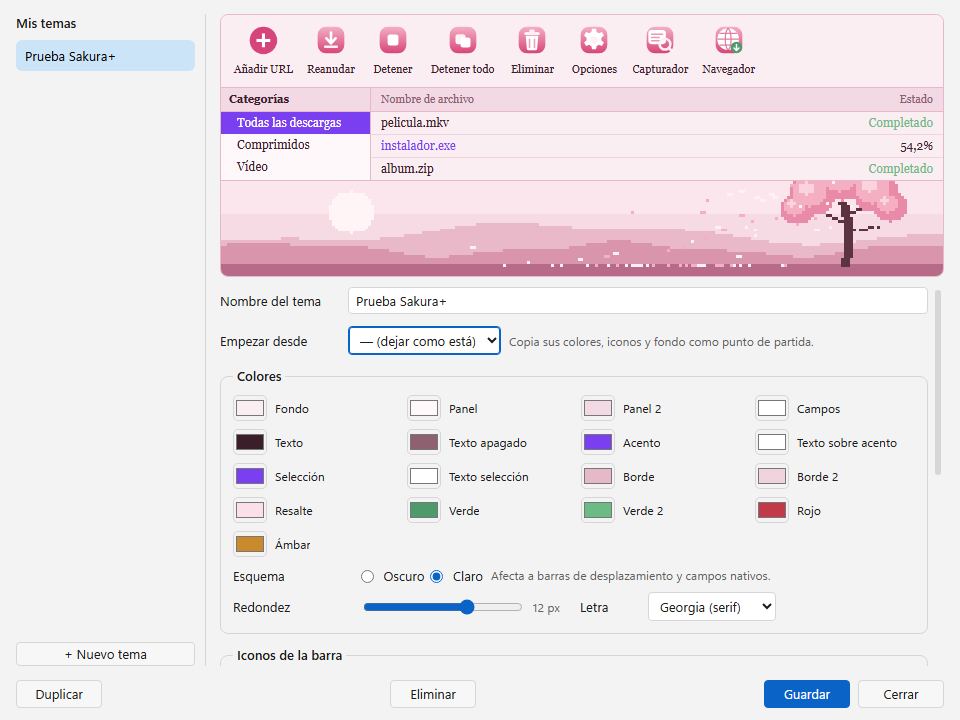 Mis temas
Prueba Sakura+
Añadir URL Reanudar Detener Detener todo Eliminar Opciones Capturador Navegador
Categorías Nombre de archivo Estado
Todas las descargas película.mkv Completado
Comprimidos instalador.exe 54,2%
Vídeo album.zip Completado
Nombre del tema Prueba Sakura+
Empezar desde — (dejar como está) Copia sus colores, iconos y fondo como punto de partida.
Colores
Fondo Panel Panel 2 Campos
Texto Texto apagado Acento Texto sobre acento
Selección Texto selección Borde Borde 2
Resalte Verde Verde 2 Rojo
Ámbar
Esquema Oscuro Claro Afecta a barras de desplazamiento y campos nativos.
Redondez 12 px Letra Georgia (serif)
+ Nuevo tema
Iconos de la barra
Duplicar Eliminar Guardar Cerrar